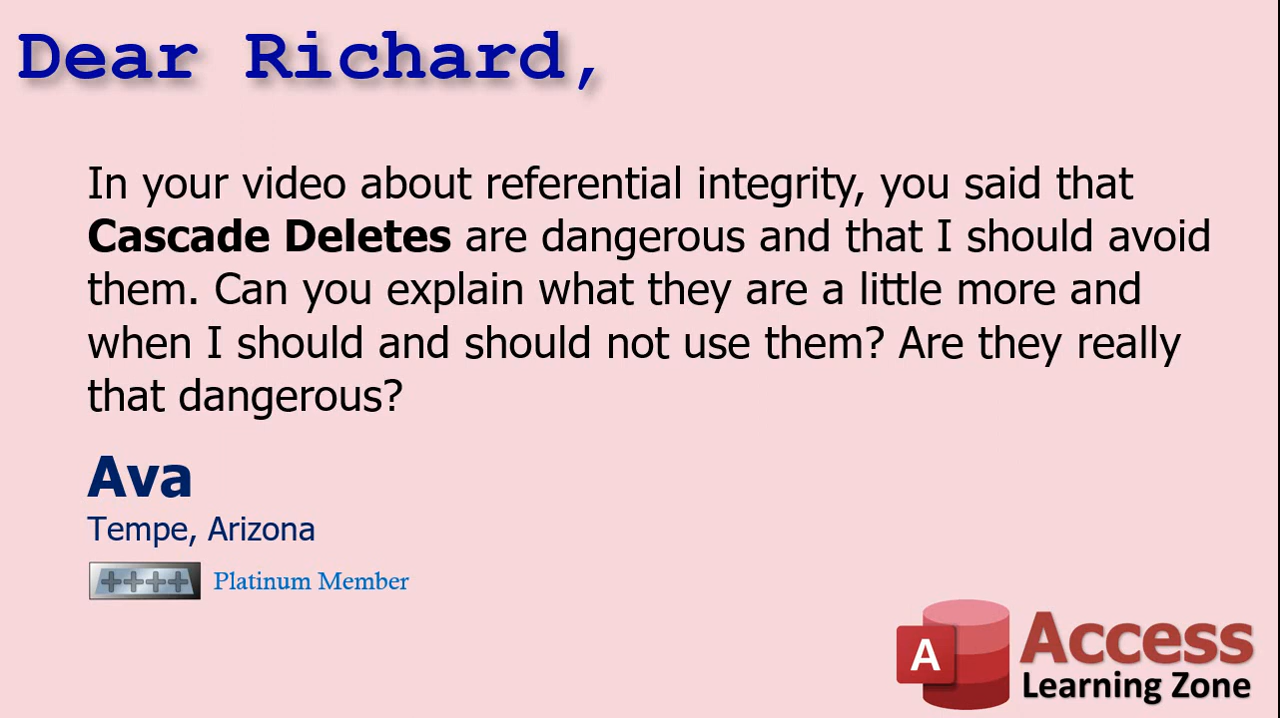 Dear Richard,
In your video about referential integrity, you said that
Cascade Deletes are dangerous and that I should avoid
them. Can you explain what they are a little more and
when I should and should not use them? Are they really
that dangerous?
Ava
Tempe, Arizona
++++ Platinum Member
A Access
Learning Zone